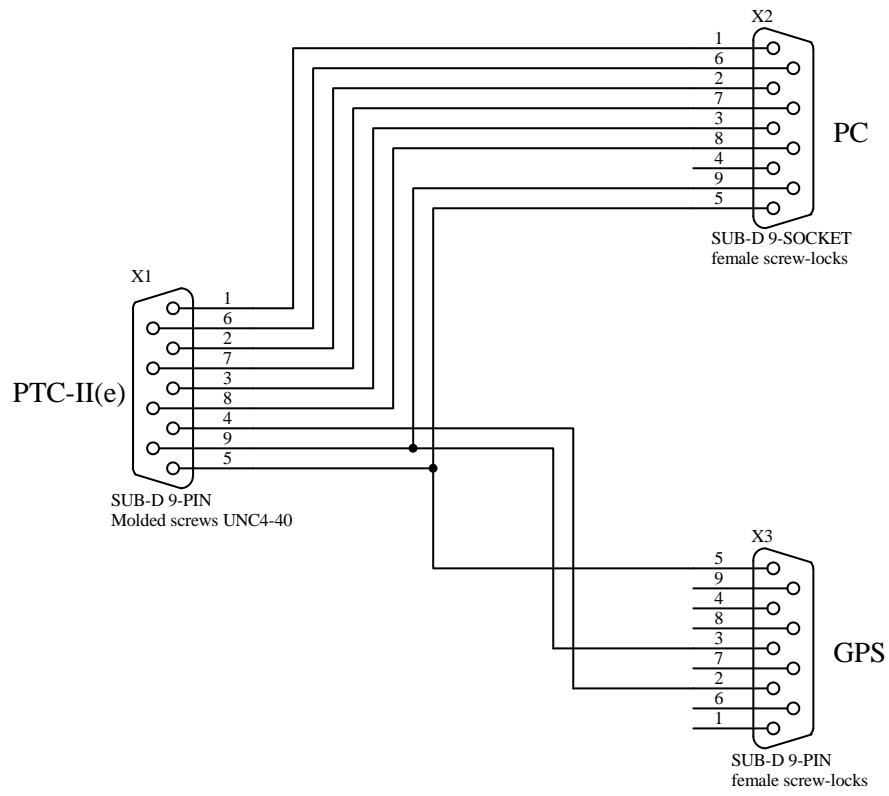 X2
1
6
2
7
3
8
4
9
5
PC
SUB-D 9-SOCKET
female screw-locks
X1
1
6
2
7
3
8
4
9
5
PTC-II(e)
SUB-D 9-PIN
Molded screws UNC4-40
X3
5
9
4
8
3
7
2
6
1
GPS
SUB-D 9-PIN
female screw-locks